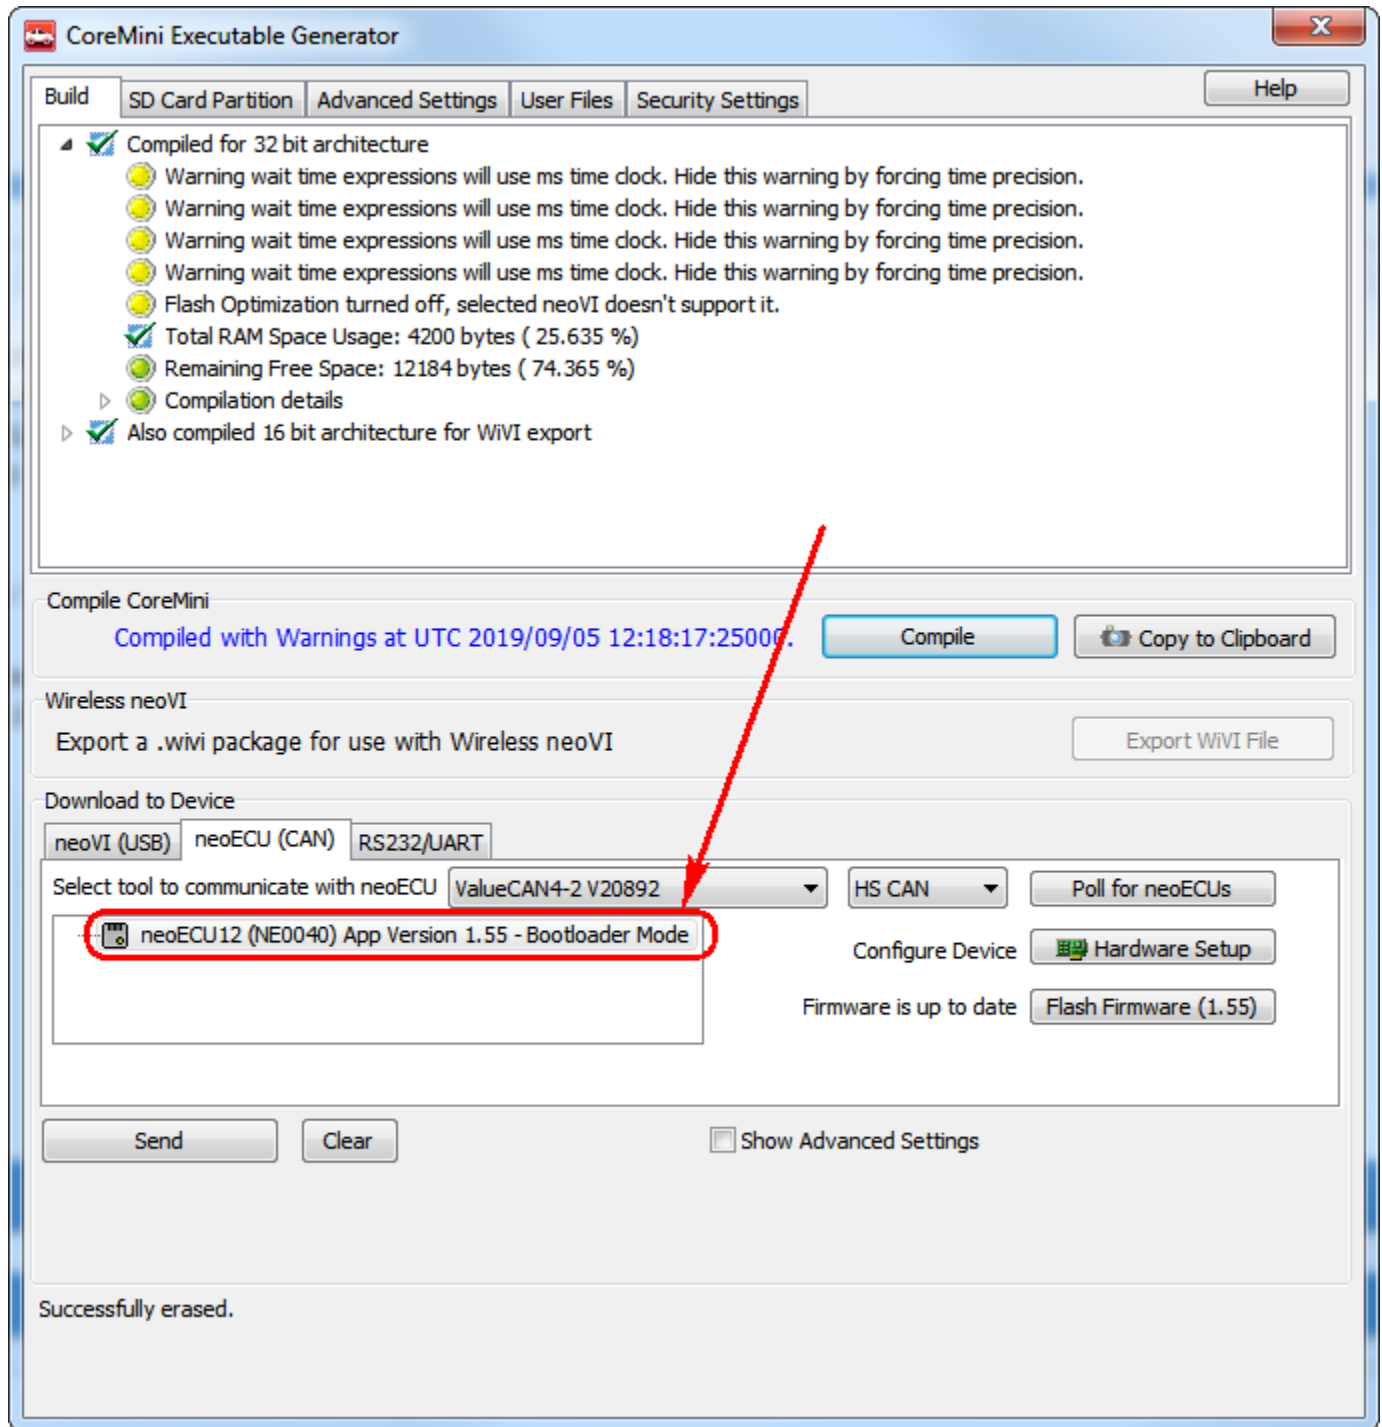 CoreMini Executable Generator
Build SD Card Partition Advanced Settings User Files Security Settings Help
Compiled for 32 bit architecture
Warning wait time expressions will use ms time clock. Hide this warning by forcing time precision.
Warning wait time expressions will use ms time clock. Hide this warning by forcing time precision.
Warning wait time expressions will use ms time clock. Hide this warning by forcing time precision.
Warning wait time expressions will use ms time clock. Hide this warning by forcing time precision.
Flash Optimization turned off, selected neoVI doesn't support it.
Total RAM Space Usage: 4200 bytes ( 25.635 %)
Remaining Free Space: 12184 bytes ( 74.365 %)
Compilation details
Also compiled 16 bit architecture for WiVI export
Compile CoreMini
Compiled with Warnings at UTC 2019/09/05 12:18:17:25000. Compile Copy to Clipboard
Wireless neoVI
Export a .wivi package for use with Wireless neoVI Export WiVI File
Download to Device
neoVI (USB) neoECU (CAN) RS232/UART
Select tool to communicate with neoECU ValueCAN4-2 V20892 HS CAN Poll for neoECUs
neoECU12 (NE0040) App Version 1.55 - Bootloader Mode
Configure Device Hardware Setup
Firmware is up to date Flash Firmware (1.55)
Send Clear Show Advanced Settings
Successfully erased.